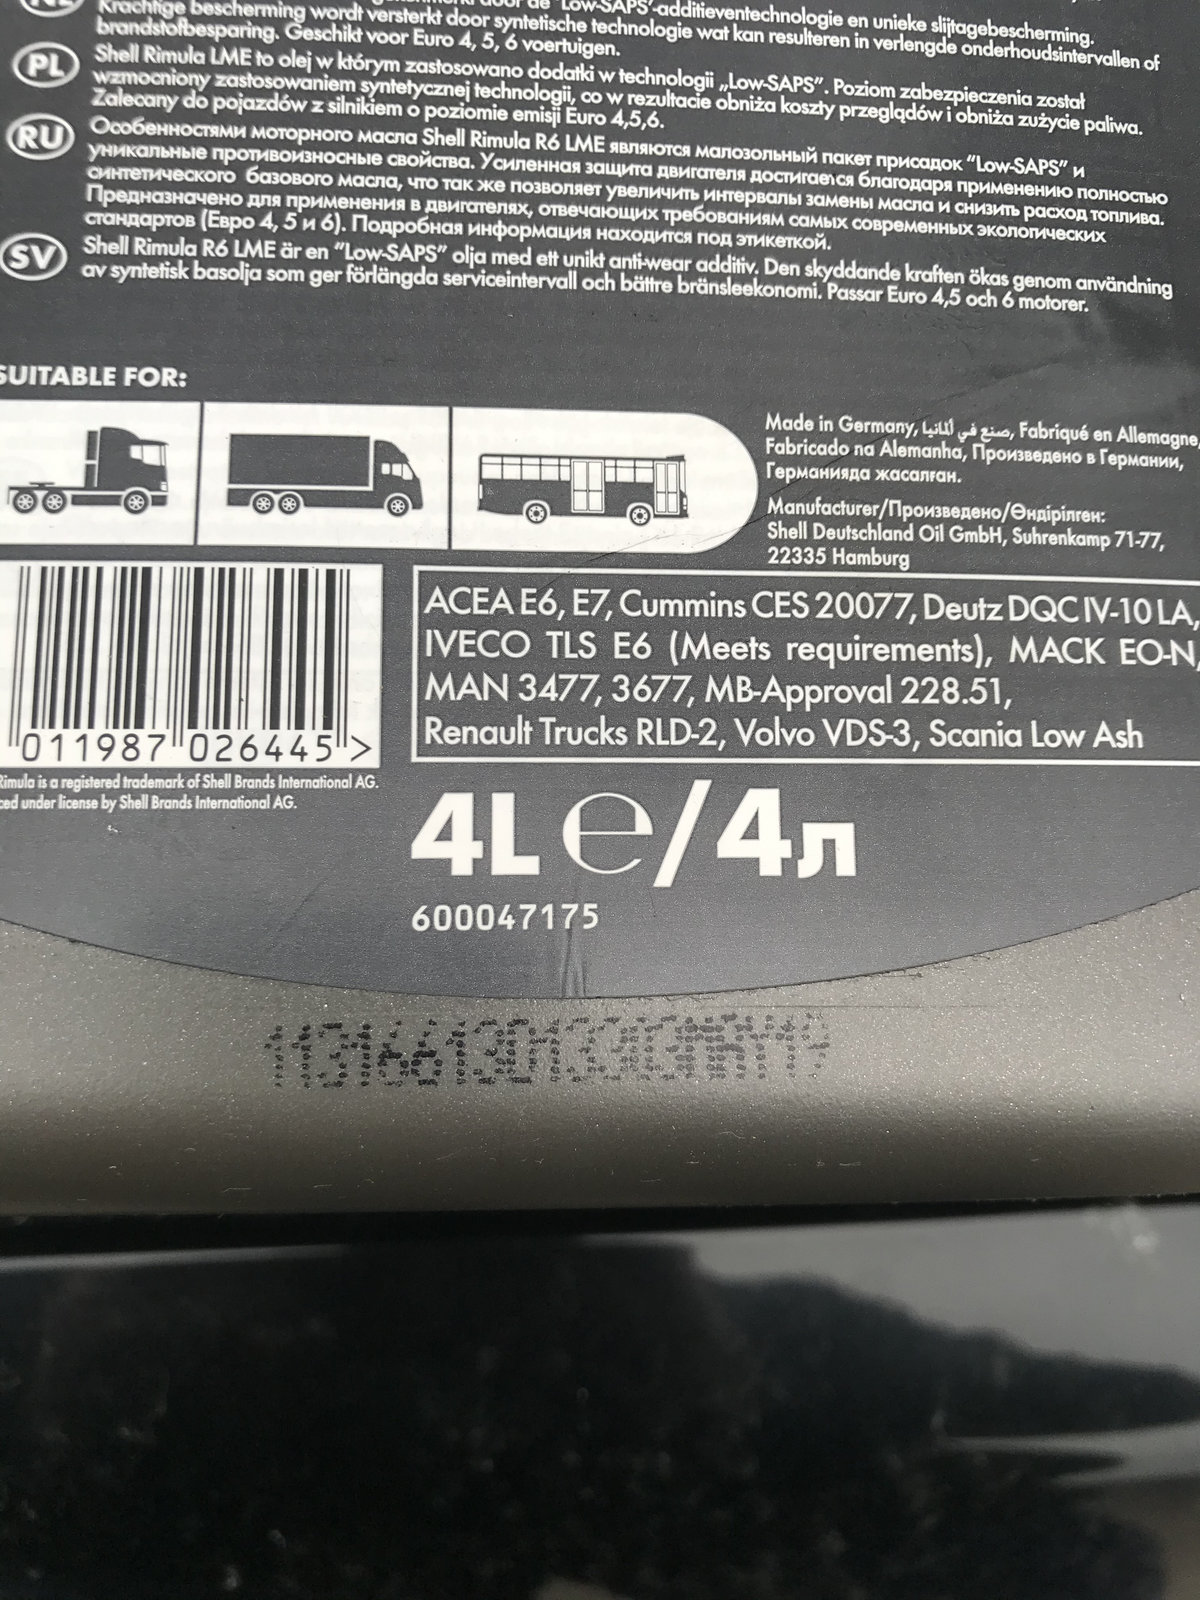 "Low-SAPS'-additieventechnologie en unieke slijtagebescherming.
Krachtige bescherming wordt versterkt door synthetische technologie wat kan resulteren in verlengde onderhoudsintervallen of
brandstofbesparing. Geschikt voor Euro 4, 5, 6 voertuigen.
PL Shell Rimula LME to olej w którym zastosowano dodatki w technologii „Low-SAPS”. Poziom zabezpieczenia został
wzmocniony zastosowaniem syntetycznej technologii, co w rezultacie obniża koszty przeglądów i obniża zużycie paliwa.
Zalecany do pojazdów z silnikiem o poziomie emisji Euro 4,5,6.
RU Особенностями моторного масла Shell Rimula R6 LME являются малозольный пакет присадок “Low-SAPS” и
уникальные противоизносные свойства. Усиленная защита двигателя достигается благодаря применению полностью
синтетического базового масла, что так же позволяет увеличить интервалы замены масла и снизить расход топлива.
Предназначено для применения в двигателях, отвечающих требованиям самых современных экологических
стандартов (Евро 4, 5 и 6). Подробная информация находится под этикеткой.
SV Shell Rimula R6 LME är en “Low-SAPS” olja med ett unikt anti-wear additiv. Den skyddande kraften ökas genom användning
av syntetisk basolja som ger förlängda serviceintervall och bättre bränsleekonomi. Passar Euro 4,5 och 6 motorer.
SUITABLE FOR:
Made in Germany, صنع في ألمانيا, Fabriqué en Allemagne,
Fabricado na Alemanha, Произведено в Германии,
Германияда жасалған.
Manufacturer/Произведено/Өндірілген:
Shell Deutschland Oil GmbH, Suhrenkamp 71-77,
22335 Hamburg
ACEA E6, E7, Cummins CES 20077, Deutz DQC IV-10 LA,
IVECO TLS E6 (Meets requirements), MACK EO-N,
MAN 3477, 3677, MB-Approval 228.51,
Renault Trucks RLD-2, Volvo VDS-3, Scania Low Ash
011987 026445 >
Rimula is a registered trademark of Shell Brands International AG.
under license by Shell Brands International AG.
4L e/4л
600047175